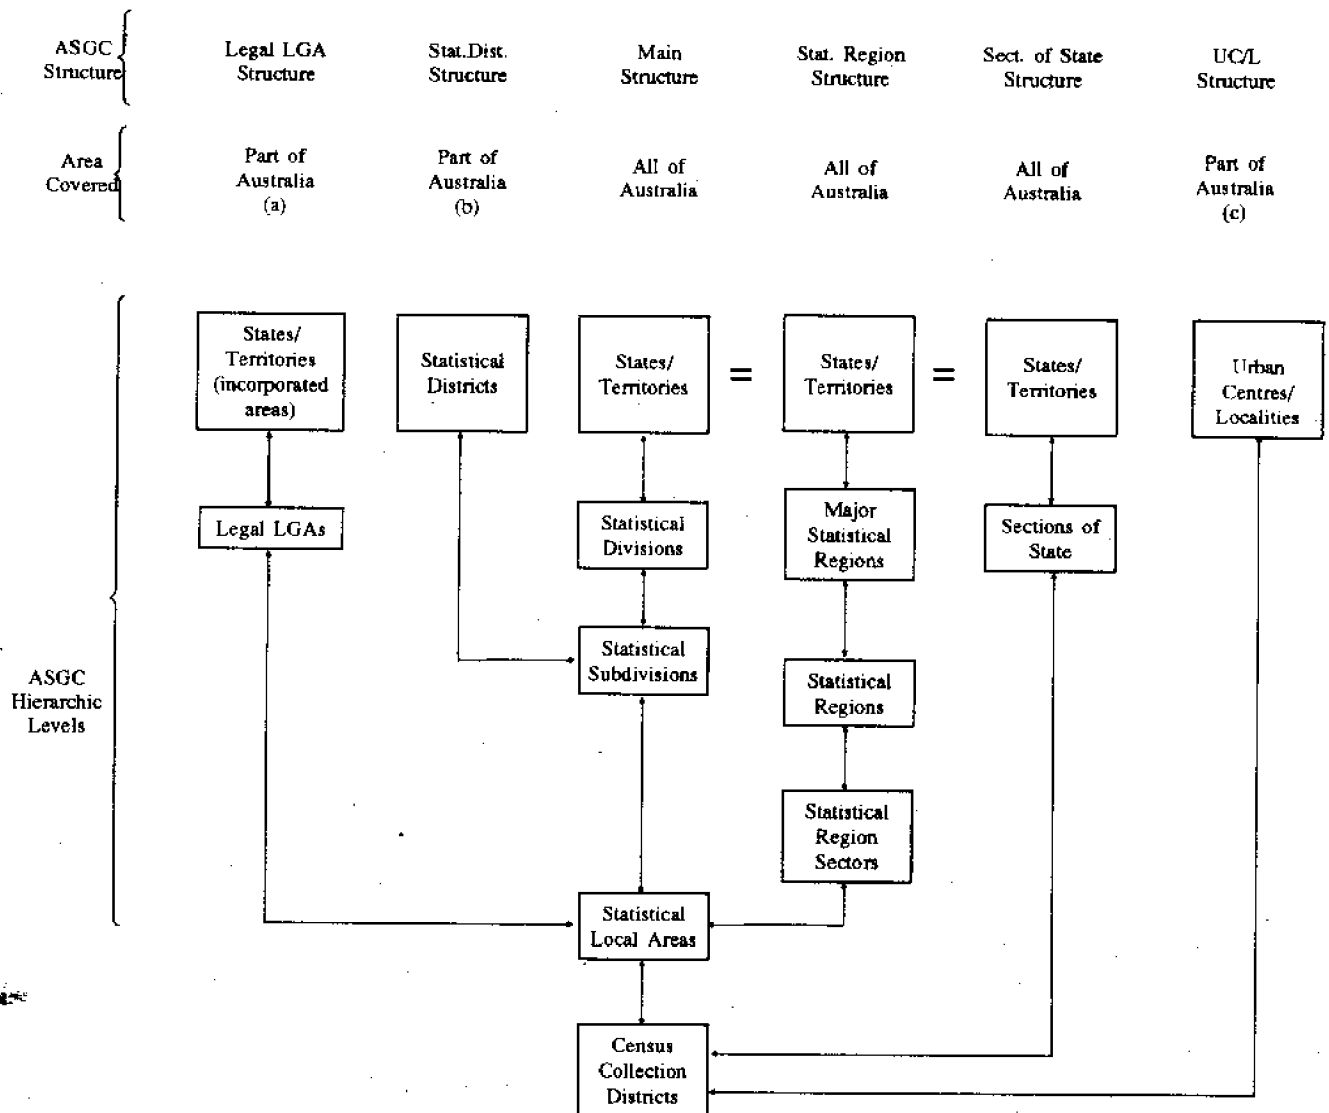 ASGC
Structure
Legal LGA
Structure
Stat.Dist.
Structure
Main
Structure
Stat. Region
Structure
Sect. of State
Structure
UC/L
Structure
Area
Covered
Part of
Australia
(a)
Part of
Australia
(b)
All of
Australia
All of
Australia
All of
Australia
Part of
Australia
(c)
ASGC
Hierarchic
Levels
States/
Territories
(incorporated
areas)
Statistical
Districts
States/
Territories
=
States/
Territories
=
States/
Territories
Urban
Centres/
Localities
Legal LGAs
Statistical
Divisions
Major
Statistical
Regions
Sections of
State
Statistical
Subdivisions
Statistical
Regions
Statistical
Region
Sectors
Statistical
Local Areas
Census
Collection
Districts